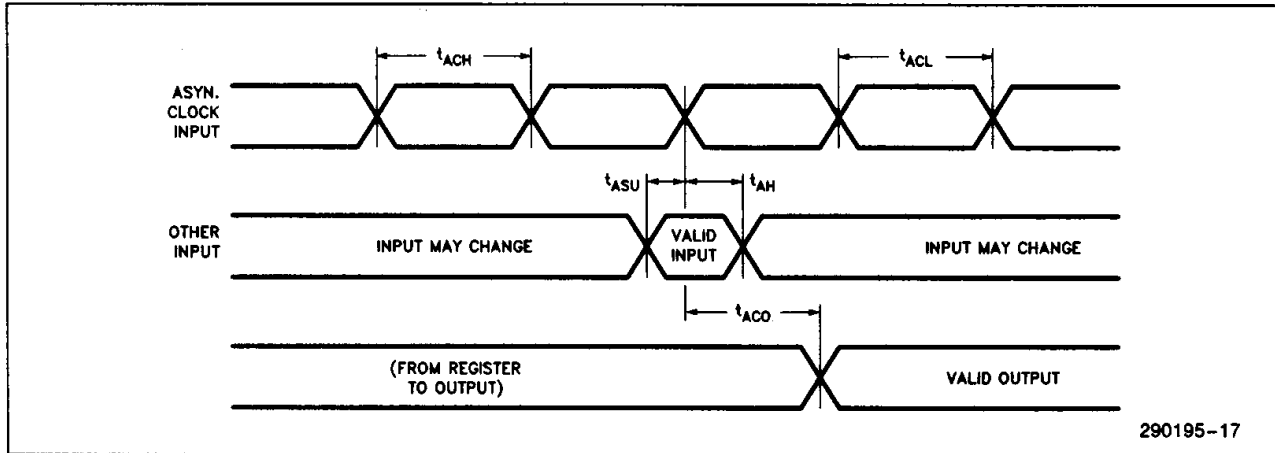 tACH
tACL
ASYN.
CLOCK
INPUT
tASU
tAH
OTHER
INPUT
INPUT MAY CHANGE
VALID
INPUT
INPUT MAY CHANGE
tACO
(FROM REGISTER
TO OUTPUT)
VALID OUTPUT
290195-17